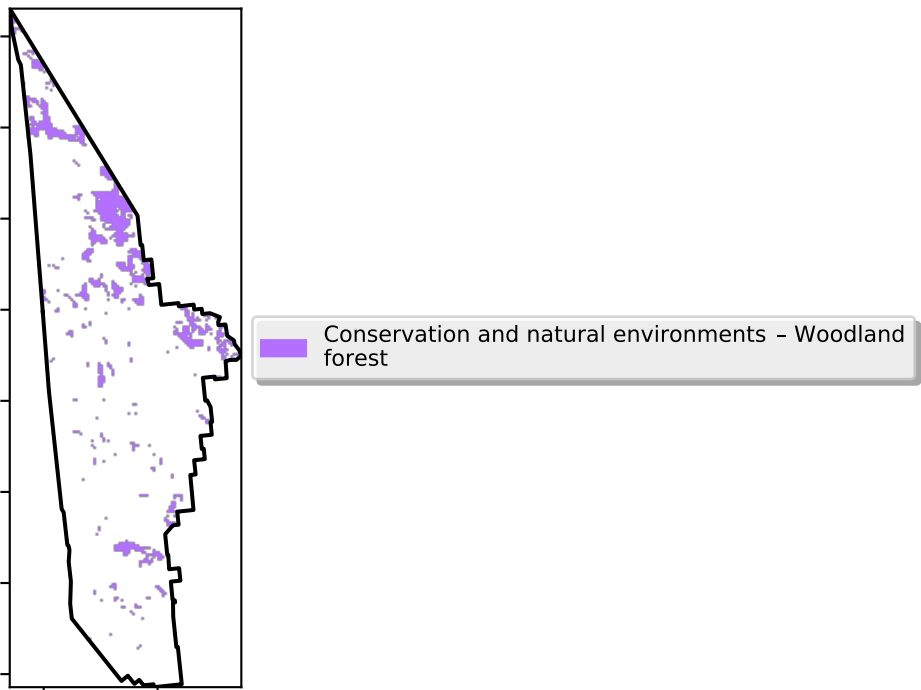 Conservation and natural environments – Woodland
forest